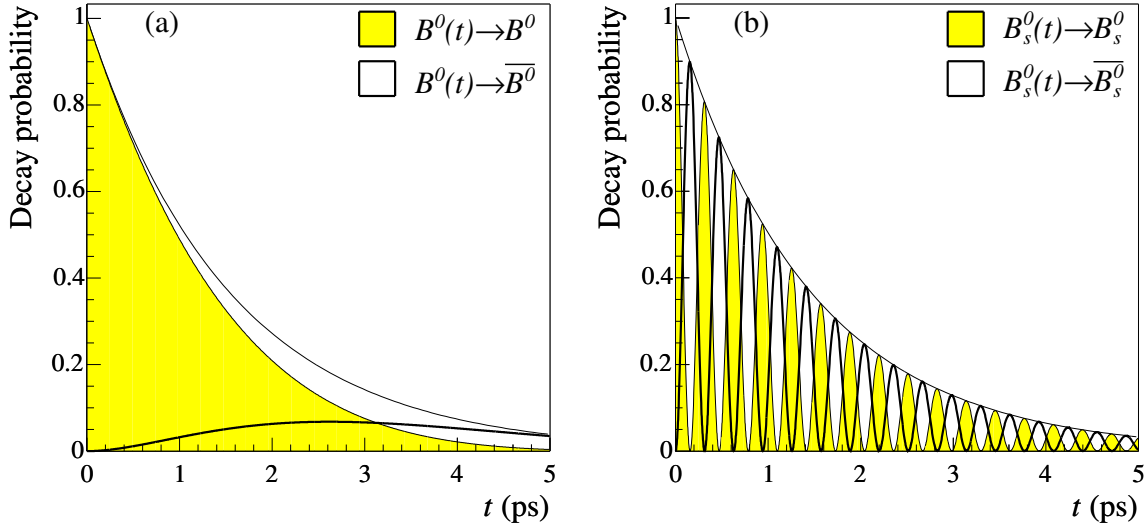 (a)
B⁰(t)→B⁰
B⁰(t)→B̅⁰
Decay probability
1
0.8
0.6
0.4
0.2
0
0 1 2 3 4 5
t (ps)
(b)
B⁰ₛ(t)→B⁰ₛ
B⁰ₛ(t)→B̅⁰ₛ
Decay probability
1
0.8
0.6
0.4
0.2
0
0 1 2 3 4 5
t (ps)